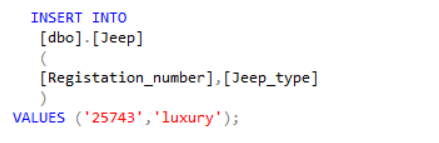 INSERT INTO
[dbo].[Jeep]
(
[Registation_number],[Jeep_type]
)
VALUES ('25743','luxury');